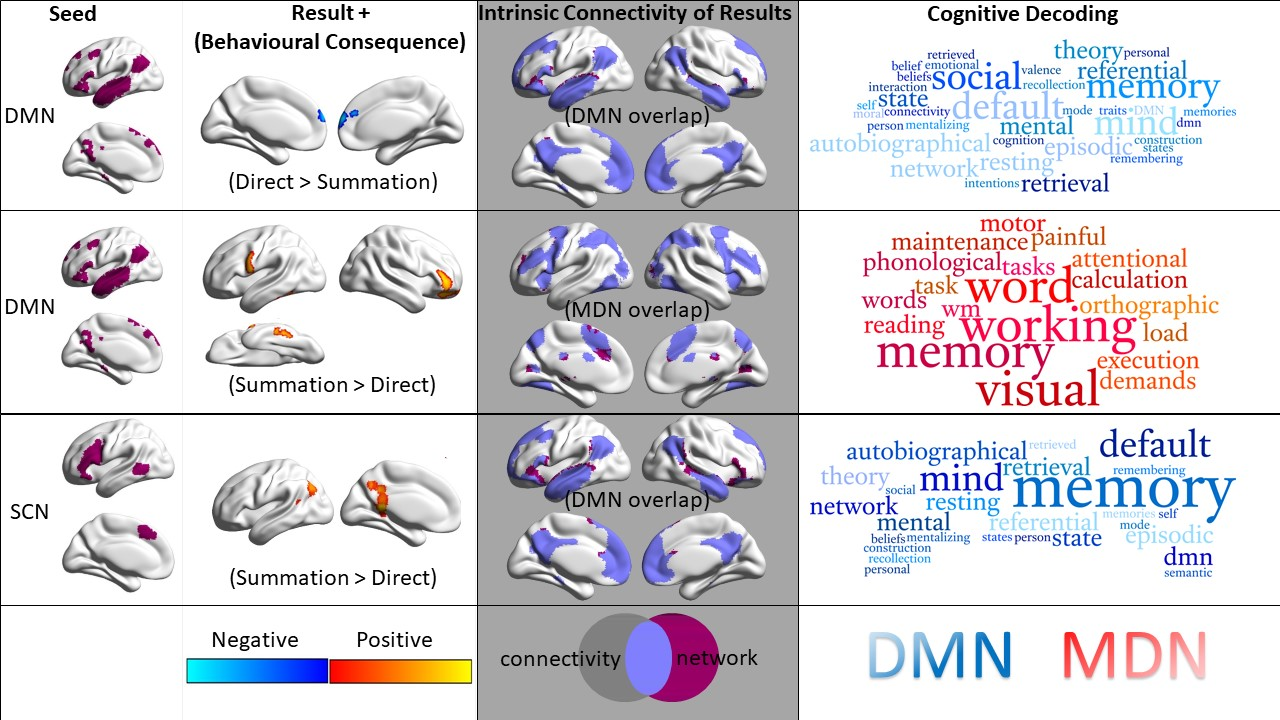 Seed
Result +
(Behavioural Consequence)
Intrinsic Connectivity of Results
Cognitive Decoding
DMN
(Direct > Summation)
(DMN overlap)
retrieved
theory personal
belief emotional
beliefs social valence referential
interaction recollection memory
state
self default mode traits DMN memories
moral connectivity
person mentalizing mental mind dmn
autobiographical cognition episodic construction
states
network resting remembering
intentions retrieval
DMN
(Summation > Direct)
(MDN overlap)
motor
maintenance painful
phonological tasks attentional
task word calculation
words wm orthographic
reading working load
memory execution
visual demands
SCN
(Summation > Direct)
(DMN overlap)
autobiographical retrieved default
theory mind retrieval remembering
social memory
network resting
mental referential memories self
mode
beliefs mentalizing states person state episodic
construction
recollection dmn
personal semantic
Negative Positive
connectivity network
DMN MDN